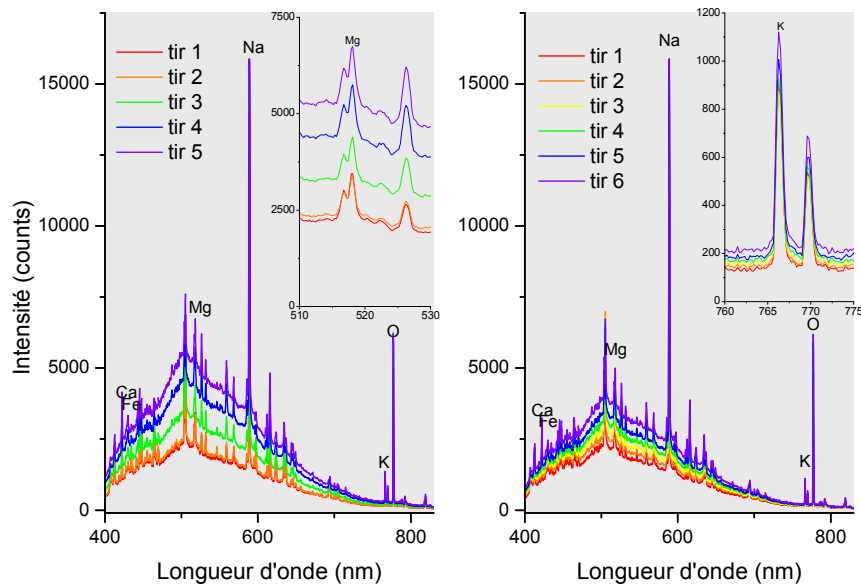 Intensité (counts)
15000
10000
5000
0
400
600
800
Longueur d'onde (nm)
tir 1
tir 2
tir 3
tir 4
tir 5
Na
Mg
Ca
Fe
K
O
7500
5000
2500
0
510
520
530
Mg
15000
10000
5000
0
400
600
800
Longueur d'onde (nm)
tir 1
tir 2
tir 3
tir 4
tir 5
tir 6
Na
Mg
Ca
Fe
K
O
1200
1000
800
600
400
200
0
760
765
770
775
K